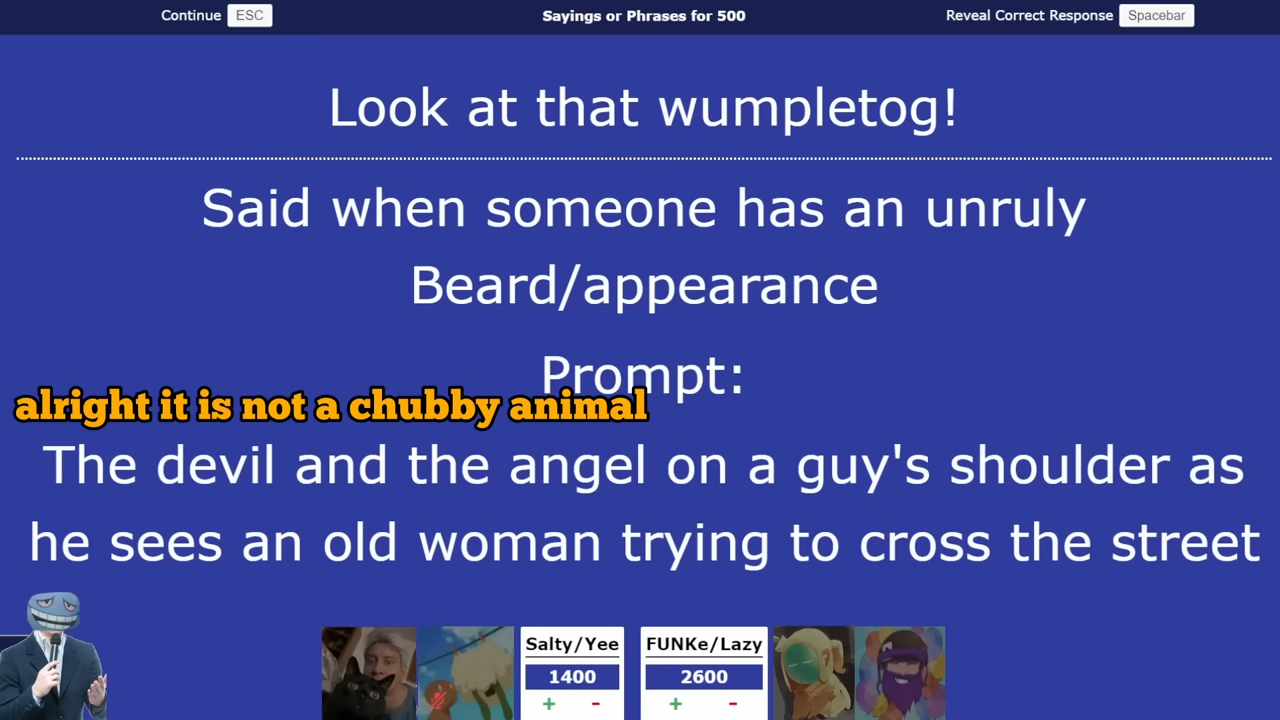 Continue ESC
Sayings or Phrases for 500
Reveal Correct Response Spacebar
Look at that wumpletog!
Said when someone has an unruly
Beard/appearance
Prompt:
alright it is not a chubby animal
The devil and the angel on a guy's shoulder as
he sees an old woman trying to cross the street
Salty/Yee
1400
+ -
FUNKe/Lazy
2600
+ -